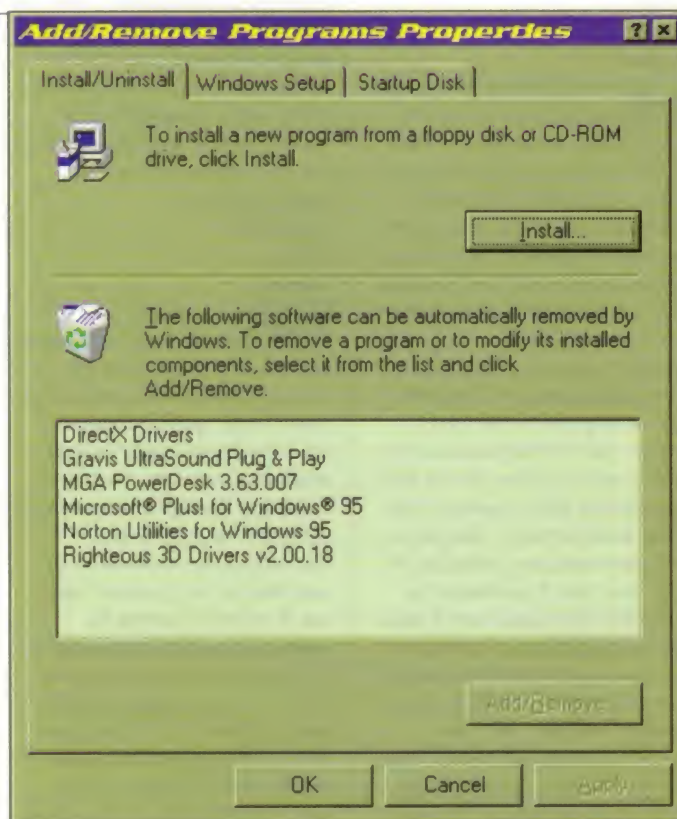 Add/Remove Programs Properties
Install/Uninstall
Windows Setup
Startup Disk
To install a new program from a floppy disk or CD-ROM
drive, click Install.
Install...
The following software can be automatically removed by
Windows. To remove a program or to modify its installed
components, select it from the list and click
Add/Remove.
DirectX Drivers
Gravis UltraSound Plug & Play
MGA PowerDesk 3.63.007
Microsoft® Plus! for Windows® 95
Norton Utilities for Windows 95
Righteous 3D Drivers v2.00.18
Add/Remove...
OK
Cancel
Apply